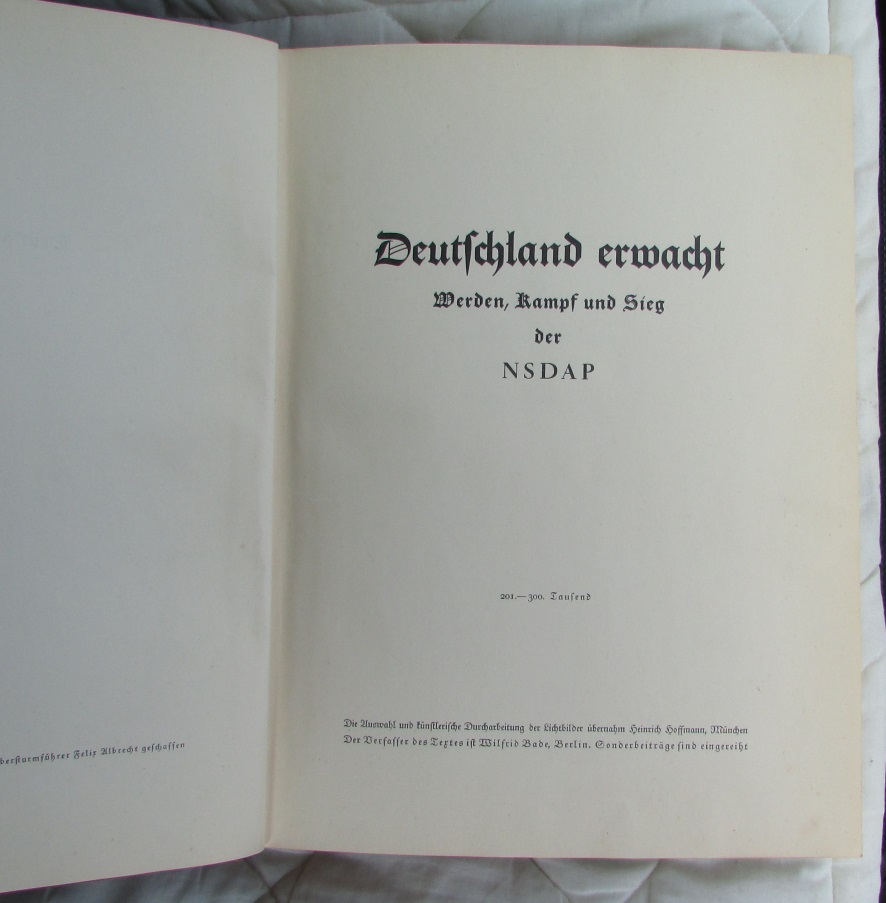 bersturmführer Felix Albrecht geschaffen
Deutschland erwacht
Werden, Kampf und Sieg
der
NSDAP
201.—300. Tausend
Die Auswahl und künstlerische Durcharbeitung der Lichtbilder übernahm Heinrich Hoffmann, München
Der Verfasser des Textes ist Wilfrid Bade, Berlin. Sonderbeiträge sind eingereiht